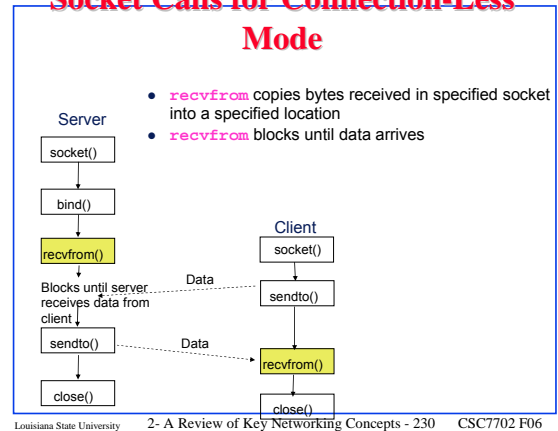 Socket Calls for Connection-Less
Mode
● recvfrom copies bytes received in specified socket
into a specified location
● recvfrom blocks until data arrives
Server
socket()
bind()
recvfrom()
Blocks until server
receives data from
client
sendto()
close()
Client
socket()
Data
sendto()
Data
recvfrom()
close()
Louisiana State University 2- A Review of Key Networking Concepts - 230 CSC7702 F06